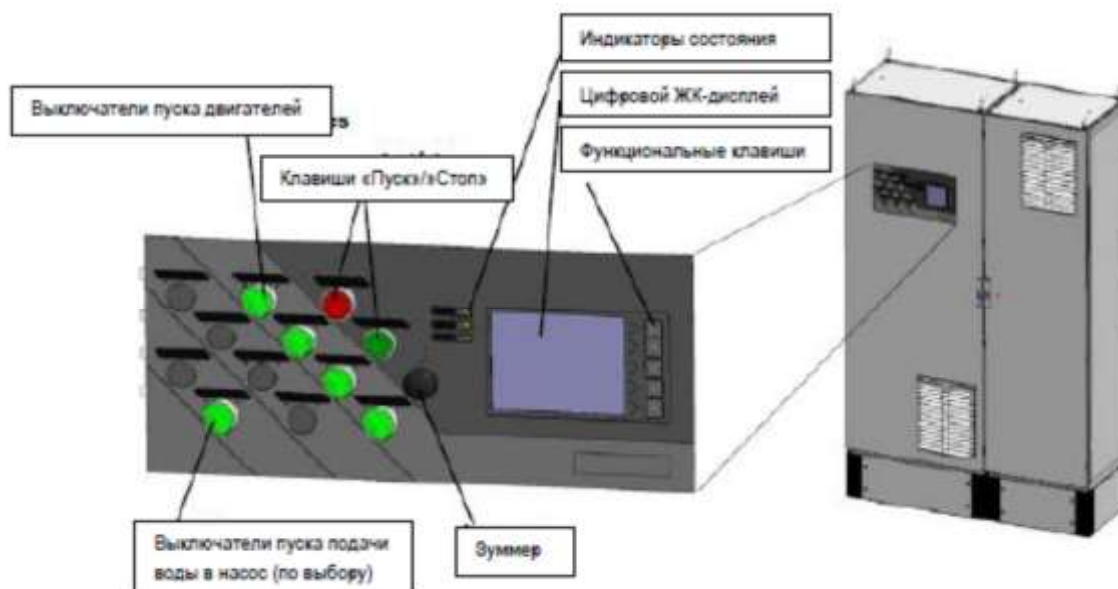 Индикаторы состояния
Выключатели пуска двигателей
Цифровой ЖК-дисплей
cs
Функциональные клавиши
Клавиши «Пуск»/»Стоп»
Выключатели пуска подачи
воды в насос (по выбору)
Зуммер